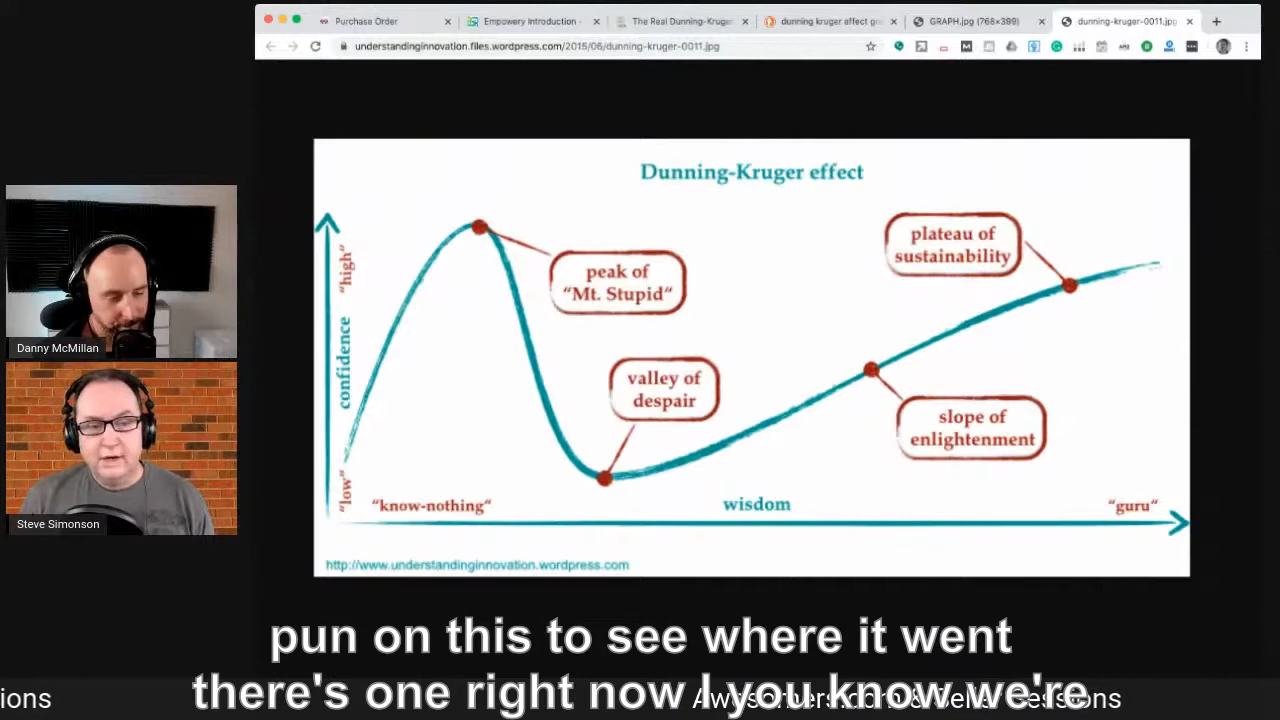 Purchase Order
Empowery Introduction -
The Real Dunning-Kruger
dunning kruger effect gra
GRAPH.jpg (768×399)
dunning-kruger-0011.jpg
understandinginnovation.files.wordpress.com/2015/06/dunning-kruger-0011.jpg
Dunning-Kruger effect
"high"
confidence
"low"
peak of
"Mt. Stupid"
plateau of
sustainability
valley of
despair
slope of
enlightenment
"know-nothing"
wisdom
"guru"
http://www.understandinginnovation.wordpress.com
Danny McMillan
Steve Simonson
pun on this to see where it went
there's one right now I you know we're
ions